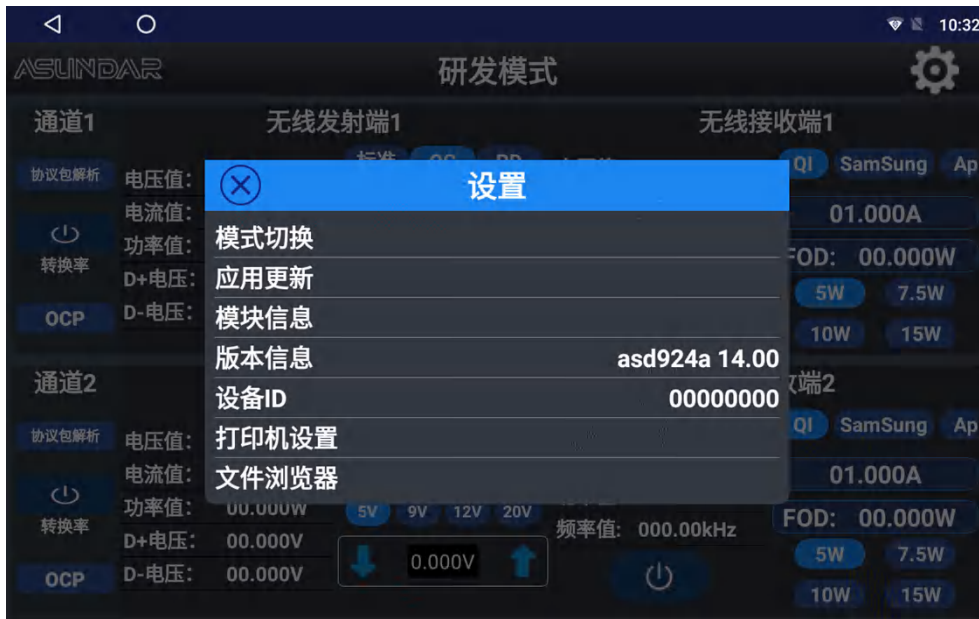 10:32
ASUNDAR 研发模式
通道1 无线发射端1 无线接收端1
标准 QC PD QI SamSung Ap
协议包解析 电压值:
设置
电流值: 01.000A
模式切换
转换率 功率值: FOD: 00.000W
应用更新
D+电压: 5W 7.5W
模块信息
OCP D-电压: 10W 15W
版本信息 asd924a 14.00
通道2 收端2
设备ID 00000000
协议包解析 电压值: QI SamSung Ap
打印机设置
电流值: 01.000A
文件浏览器
转换率 功率值: 00.000W 5V 9V 12V 20V
频率值: 000.00kHz FOD: 00.000W
D+电压: 00.000V 0.000V 5W 7.5W
OCP D-电压: 00.000V 10W 15W